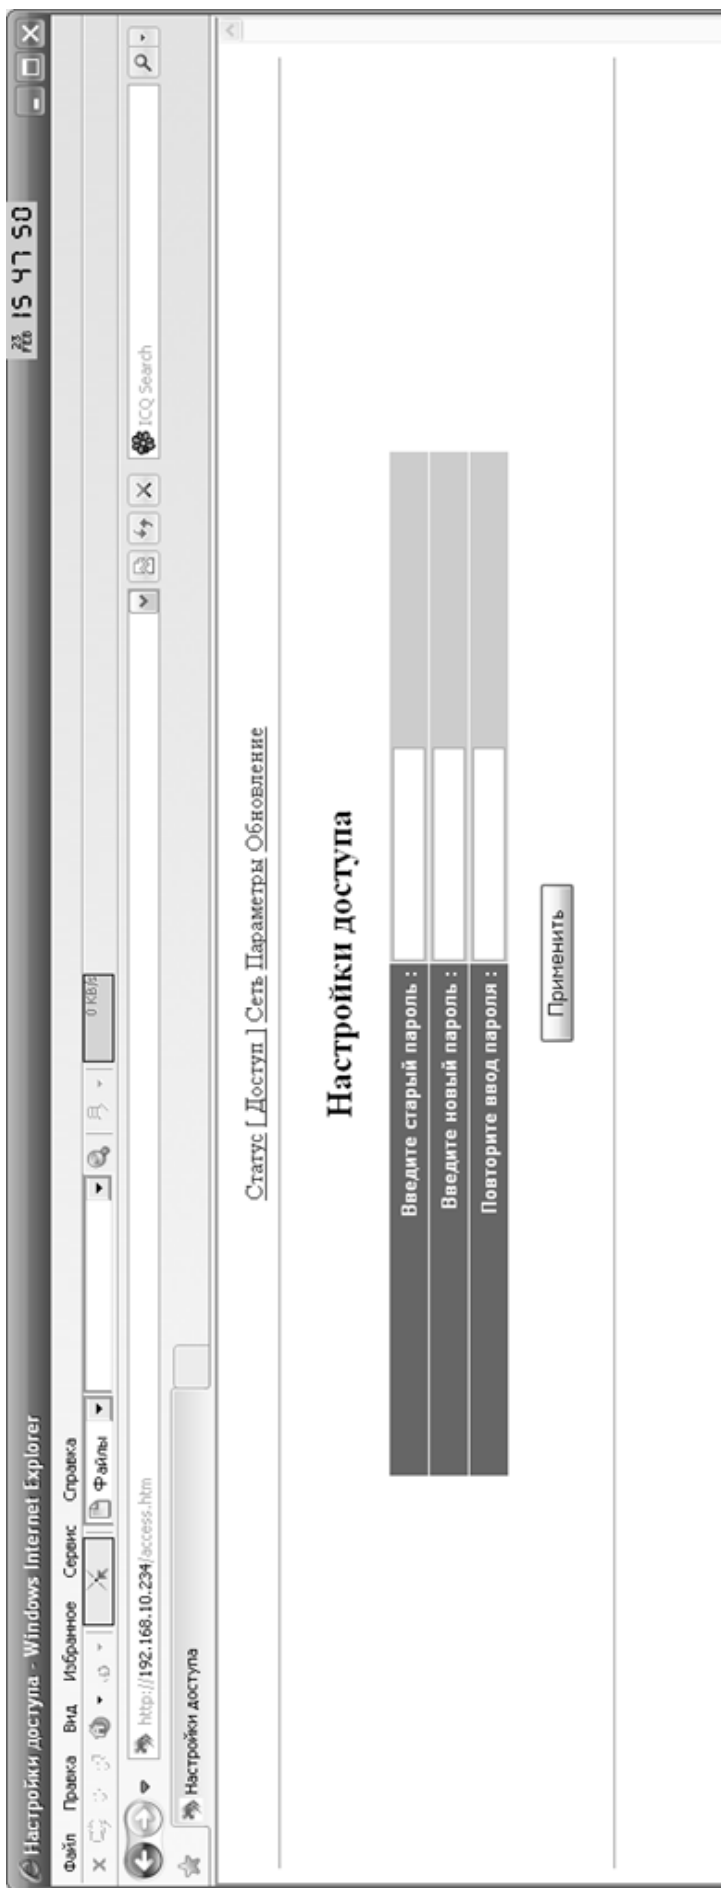 Настройки доступа - Windows Internet Explorer
23 FEB 15 47 50
Файл Правка Вид Избранное Сервис Справка
Файлы
0 KB/s
http://192.168.10.234/access.htm
ICQ Search
Настройки доступа
Статус [ Доступ ] Сеть Параметры Обновление
Настройки доступа
Введите старый пароль :
Введите новый пароль :
Повторите ввод пароля :
Применить